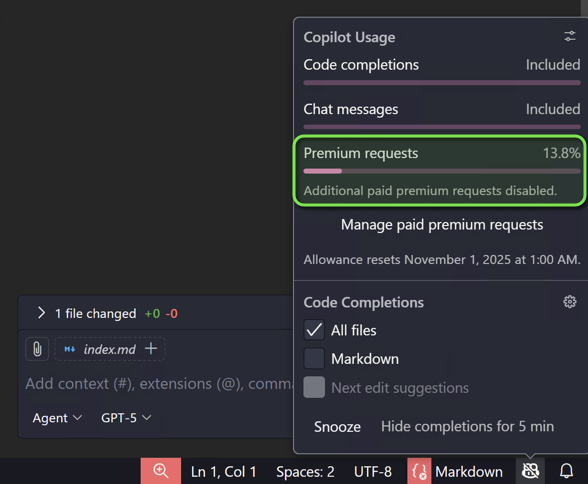 Copilot Usage
Code completions Included
Chat messages Included
Premium requests 13.8%
Additional paid premium requests disabled.
Manage paid premium requests
Allowance resets November 1, 2025 at 1:00 AM.
Code Completions
All files
Markdown
Next edit suggestions
Snooze Hide completions for 5 min
1 file changed +0 -0
index.md
Add context (#), extensions (@), comma
Agent GPT-5
Ln 1, Col 1 Spaces: 2 UTF-8 Markdown